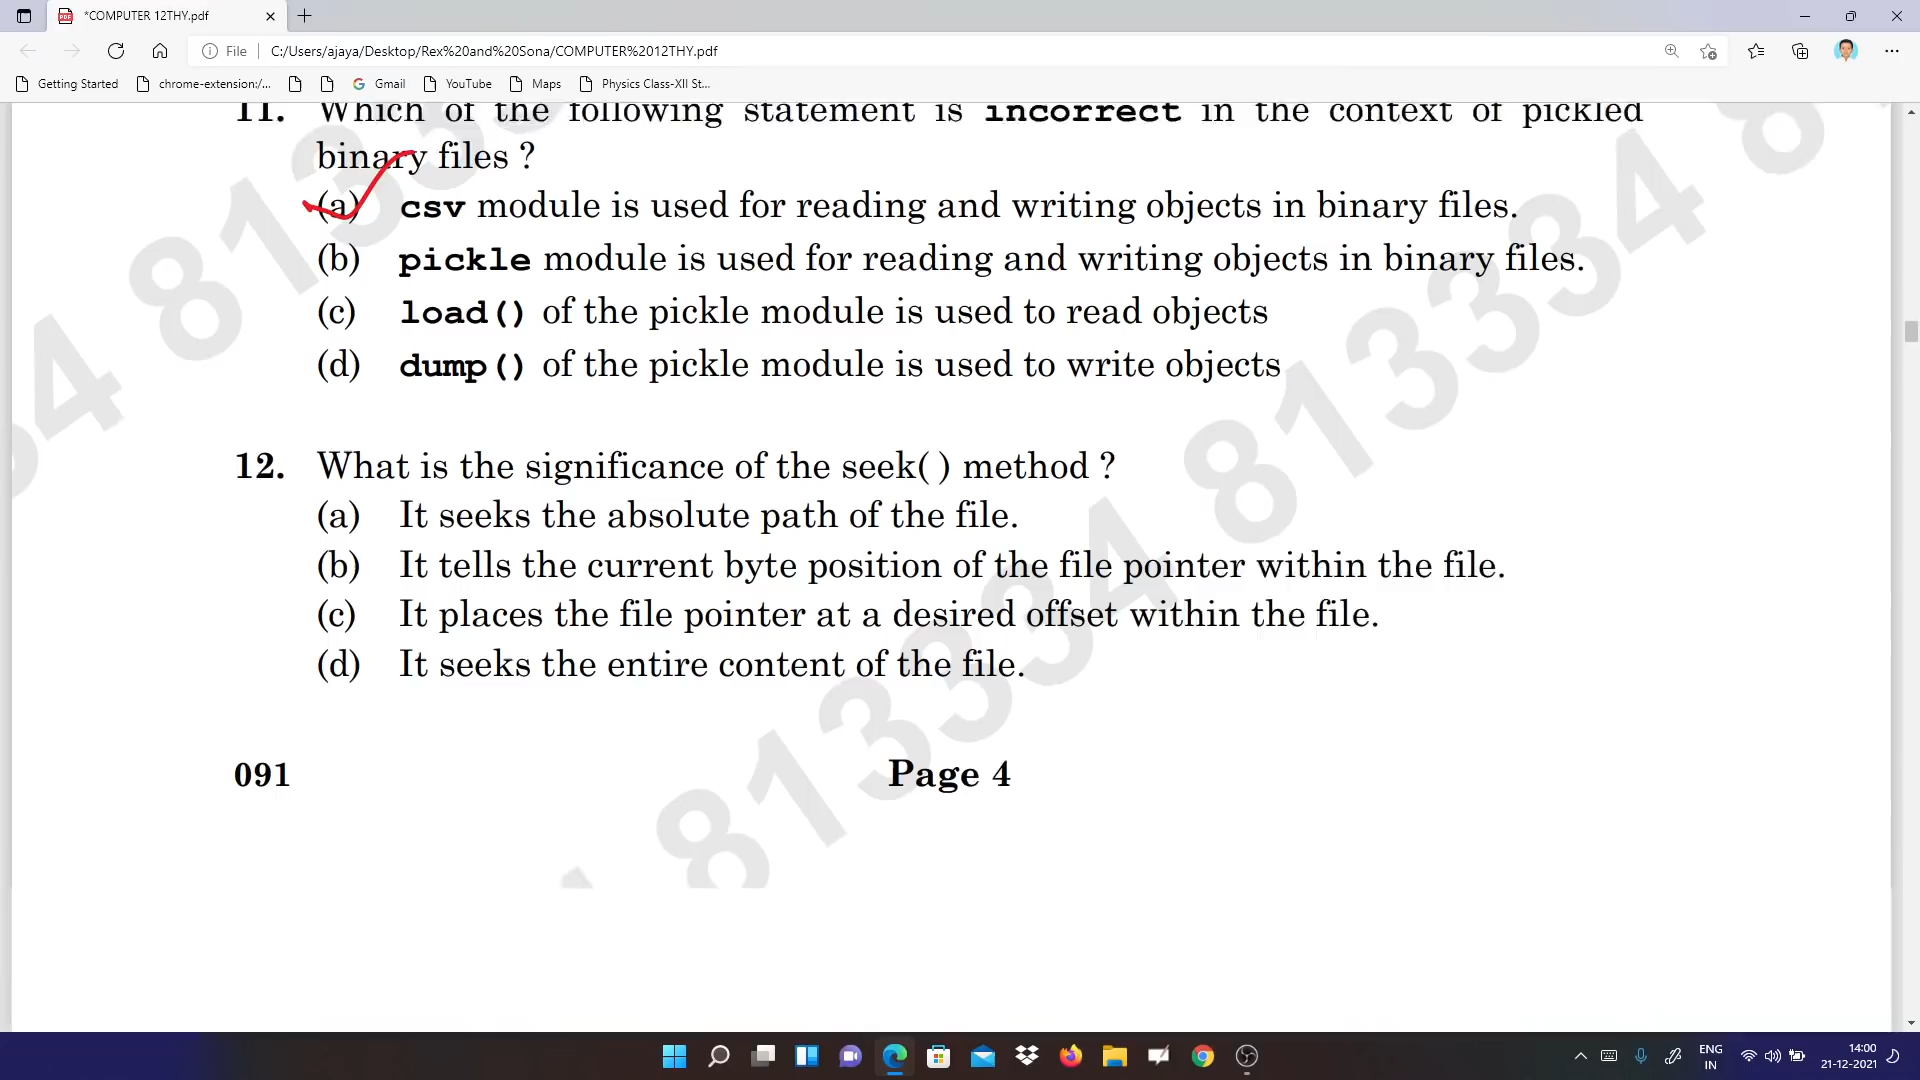 *COMPUTER 12THY.pdf
File
C:/Users/ajaya/Desktop/Rex%20and%20Sona/COMPUTER%2012THY.pdf
Getting Started
chrome-extension:/...
Gmail
YouTube
Maps
Physics Class-XII St...
11. Which of the following statement is incorrect in the context of pickled
binary files ?
(a) csv module is used for reading and writing objects in binary files.
(b) pickle module is used for reading and writing objects in binary files.
(c) load() of the pickle module is used to read objects
(d) dump() of the pickle module is used to write objects
12. What is the significance of the seek( ) method ?
(a) It seeks the absolute path of the file.
(b) It tells the current byte position of the file pointer within the file.
(c) It places the file pointer at a desired offset within the file.
(d) It seeks the entire content of the file.
091 Page 4
34 81334 81334 8
81334
ENG
IN
14:00
21-12-2021